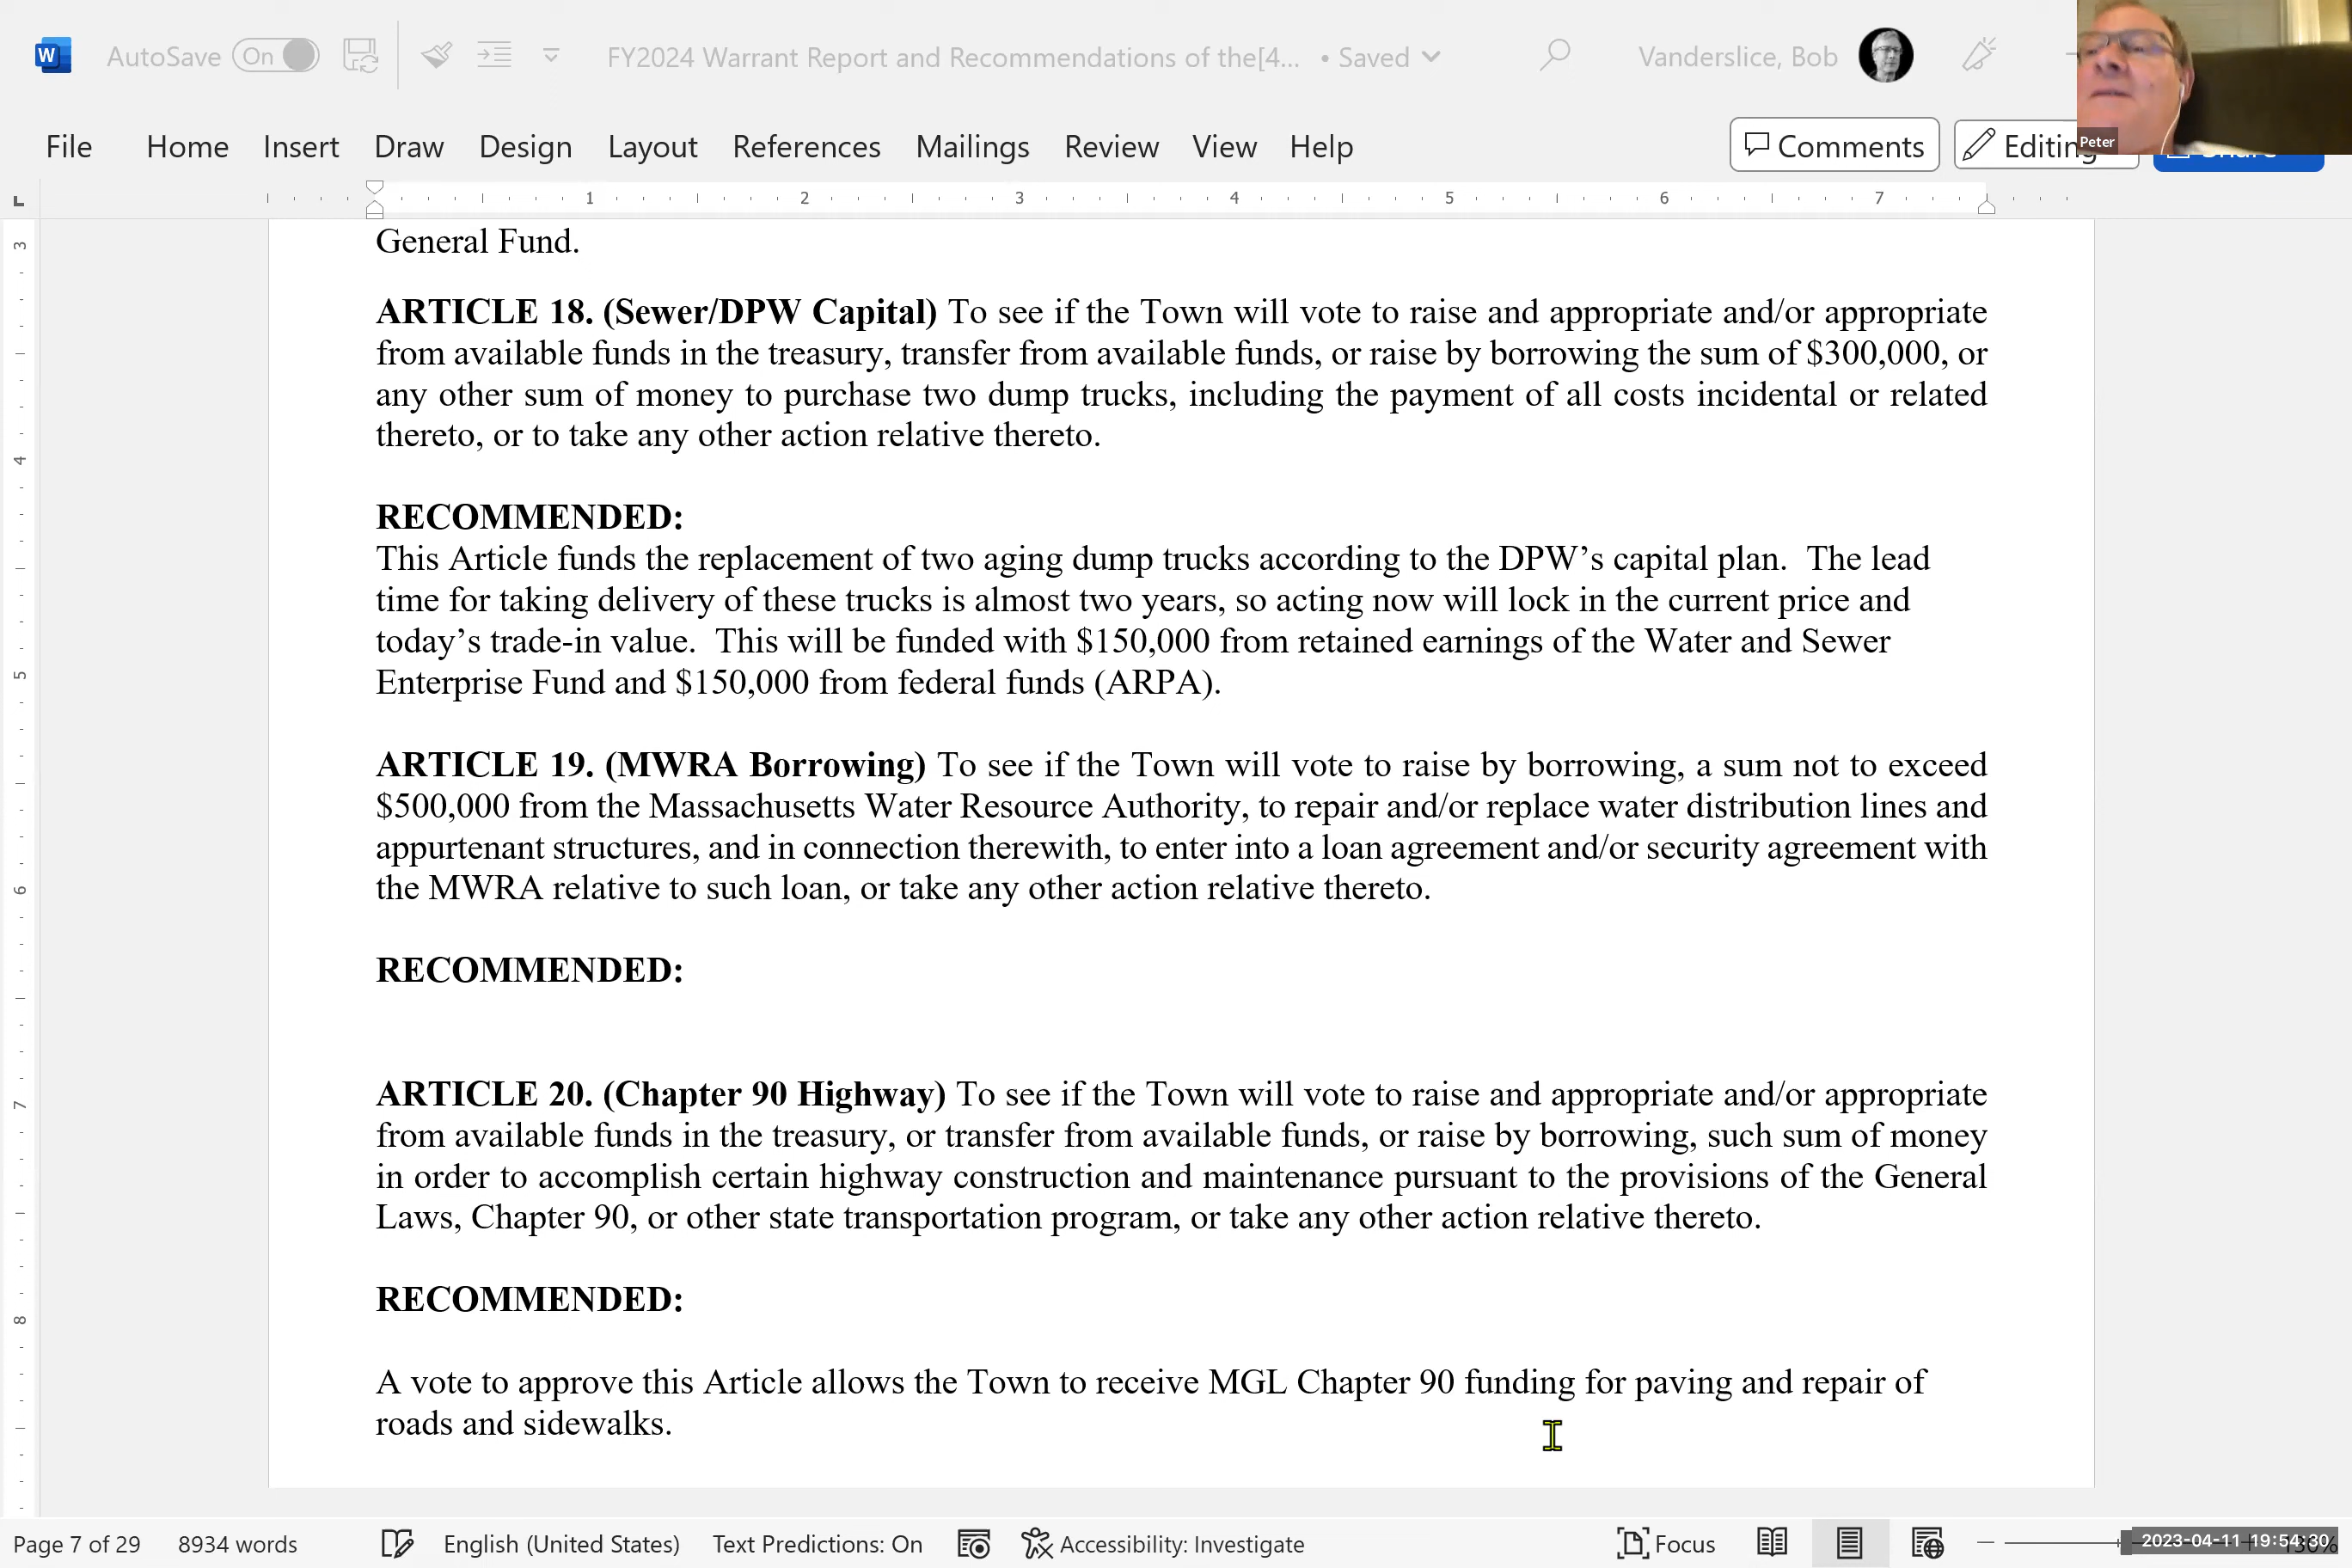 W AutoSave On FY2024 Warrant Report and Recommendations of the[4... • Saved Vanderslice, Bob
File Home Insert Draw Design Layout References Mailings Review View Help Comments Editing Peter
1 2 3 4 5 6 7
General Fund.
ARTICLE 18. (Sewer/DPW Capital) To see if the Town will vote to raise and appropriate and/or appropriate
from available funds in the treasury, transfer from available funds, or raise by borrowing the sum of $300,000, or
any other sum of money to purchase two dump trucks, including the payment of all costs incidental or related
thereto, or to take any other action relative thereto.
RECOMMENDED:
This Article funds the replacement of two aging dump trucks according to the DPW’s capital plan.  The lead
time for taking delivery of these trucks is almost two years, so acting now will lock in the current price and
today’s trade-in value.  This will be funded with $150,000 from retained earnings of the Water and Sewer
Enterprise Fund and $150,000 from federal funds (ARPA).
ARTICLE 19. (MWRA Borrowing) To see if the Town will vote to raise by borrowing, a sum not to exceed
$500,000 from the Massachusetts Water Resource Authority, to repair and/or replace water distribution lines and
appurtenant structures, and in connection therewith, to enter into a loan agreement and/or security agreement with
the MWRA relative to such loan, or take any other action relative thereto.
RECOMMENDED:
ARTICLE 20. (Chapter 90 Highway) To see if the Town will vote to raise and appropriate and/or appropriate
from available funds in the treasury, or transfer from available funds, or raise by borrowing, such sum of money
in order to accomplish certain highway construction and maintenance pursuant to the provisions of the General
Laws, Chapter 90, or other state transportation program, or take any other action relative thereto.
RECOMMENDED:
A vote to approve this Article allows the Town to receive MGL Chapter 90 funding for paving and repair of
roads and sidewalks.
3
4
5
6
7
8
Page 7 of 29 8934 words English (United States) Text Predictions: On Accessibility: Investigate Focus 2023-04-11 19:54:30